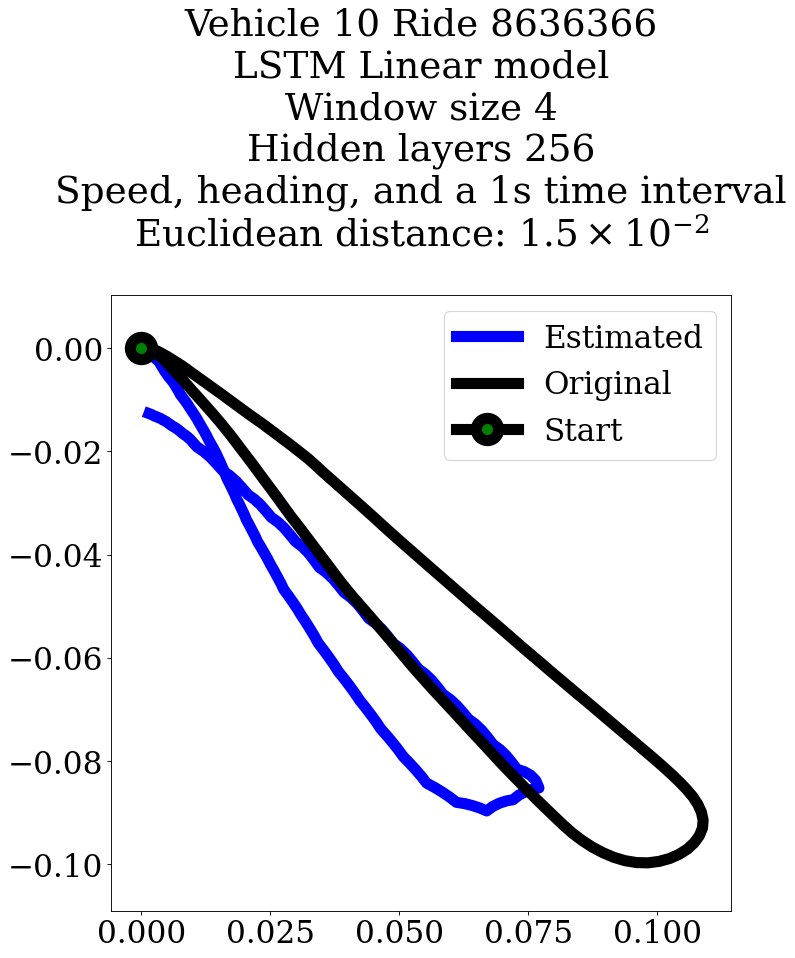 Vehicle 10 Ride 8636366
LSTM Linear model
Window size 4
Hidden layers 256
Speed, heading, and a 1s time interval
Euclidean distance: 1.5 × 10⁻²
Estimated
Original
Start
0.00
−0.02
−0.04
−0.06
−0.08
−0.10
0.000 0.025 0.050 0.075 0.100